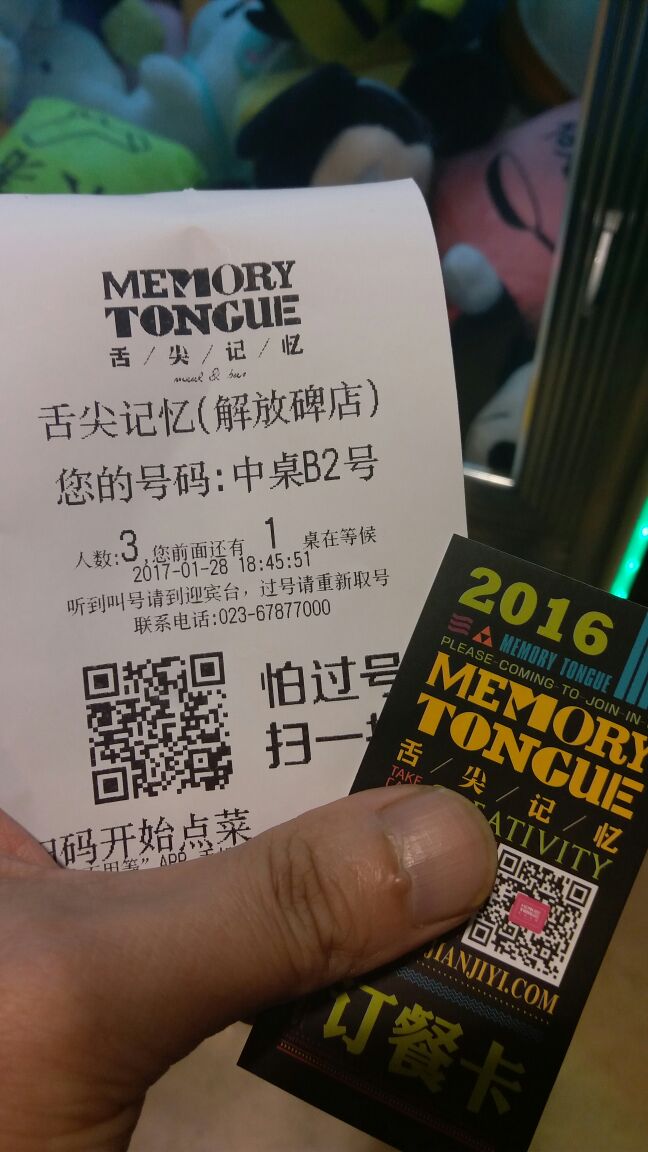 MEMORY
TONGUE
舌/尖/记/忆
舌尖记忆(解放碑店)
您的号码:中桌B2号
人数:3,您前面还有 1 桌在等候
2017-01-28 18:45:51
听到叫号请到迎宾台，过号请重新取号
联系电话:023-67877000
怕过号
扫一
码开始点菜
APP
2016
MEMORY TONGUE
PLEASE-COMING-TO-JOIN-IN-
MEMORY
TONGUE
舌/尖/记/忆
TAKE
EATIVITY
JIANJIYI.COM
订餐卡